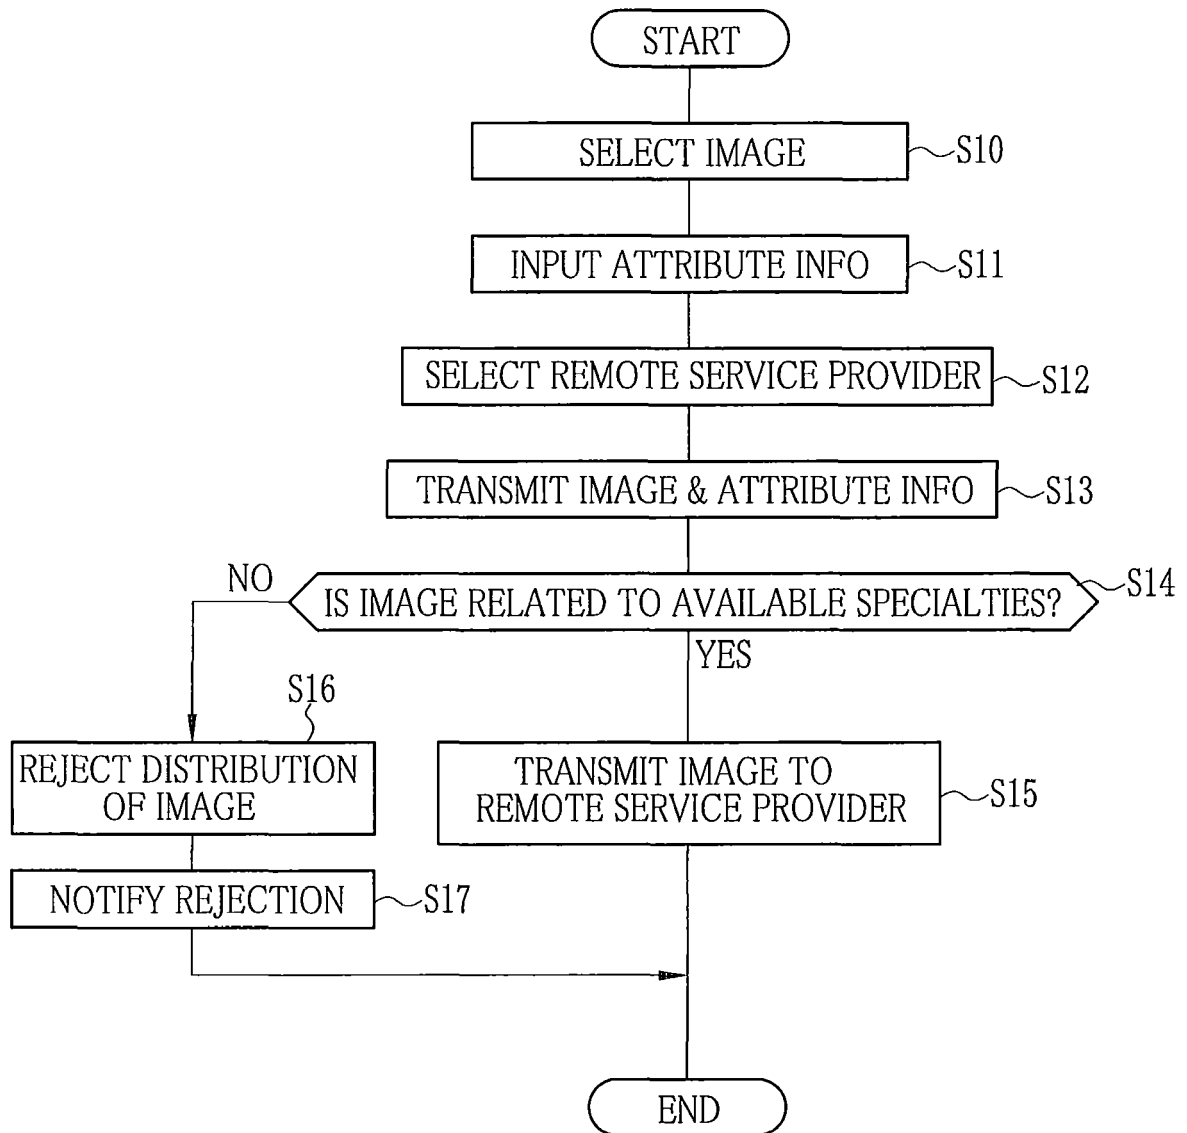 START
SELECT IMAGE
S10
INPUT ATTRIBUTE INFO
S11
SELECT REMOTE SERVICE PROVIDER
S12
TRANSMIT IMAGE & ATTRIBUTE INFO
S13
NO
IS IMAGE RELATED TO AVAILABLE SPECIALTIES?
S14
YES
S16
REJECT DISTRIBUTION
OF IMAGE
TRANSMIT IMAGE TO
REMOTE SERVICE PROVIDER
S15
NOTIFY REJECTION
S17
END